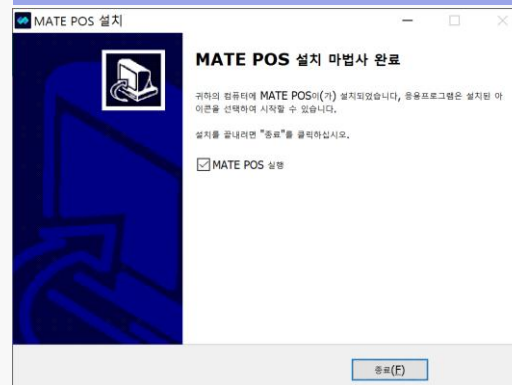 MATE POS 설치
MATE POS 설치 마법사 완료
귀하의 컴퓨터에 MATE POS이(가) 설치되었습니다, 응용프로그램은 설치된 아
이콘을 선택하여 시작할 수 있습니다.
설치를 끝내려면 "종료"를 클릭하십시오.
MATE POS 실행
종료(F)